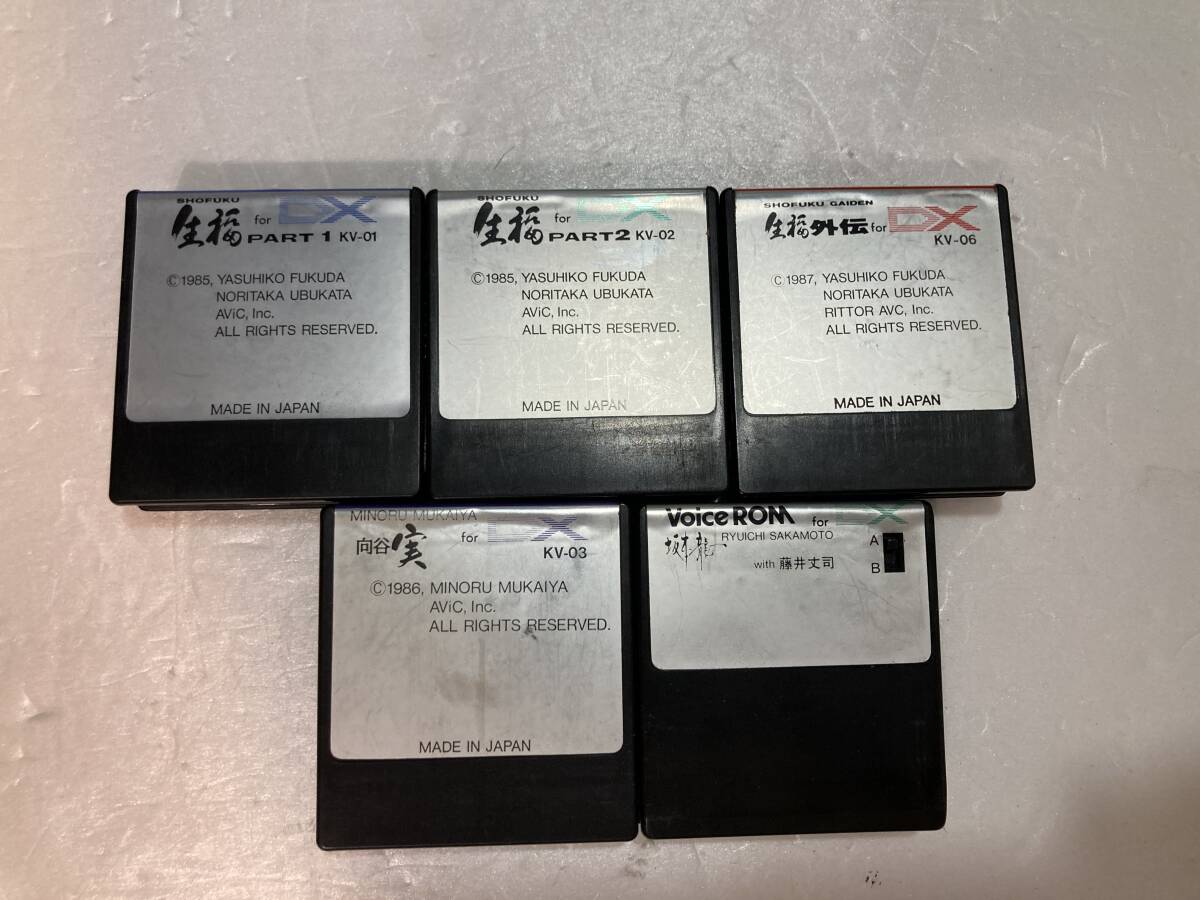 SHOFUKU
生福 for DX
PART 1 KV-01
©1985, YASUHIKO FUKUDA
NORITAKA UBUKATA
AViC, Inc.
ALL RIGHTS RESERVED.
MADE IN JAPAN
SHOFUKU
生福 for DX
PART 2 KV-02
©1985, YASUHIKO FUKUDA
NORITAKA UBUKATA
AViC, Inc.
ALL RIGHTS RESERVED.
MADE IN JAPAN
SHOFUKU GAIDEN
生福外伝 for DX
KV-06
©1987, YASUHIKO FUKUDA
NORITAKA UBUKATA
RITTOR AVC, Inc.
ALL RIGHTS RESERVED.
MADE IN JAPAN
MINORU MUKAIYA
向谷実 for DX
KV-03
©1986, MINORU MUKAIYA
AViC, Inc.
ALL RIGHTS RESERVED.
MADE IN JAPAN
Voice ROM for DX
坂本龍一 RYUICHI SAKAMOTO
with 藤井丈司
A
B